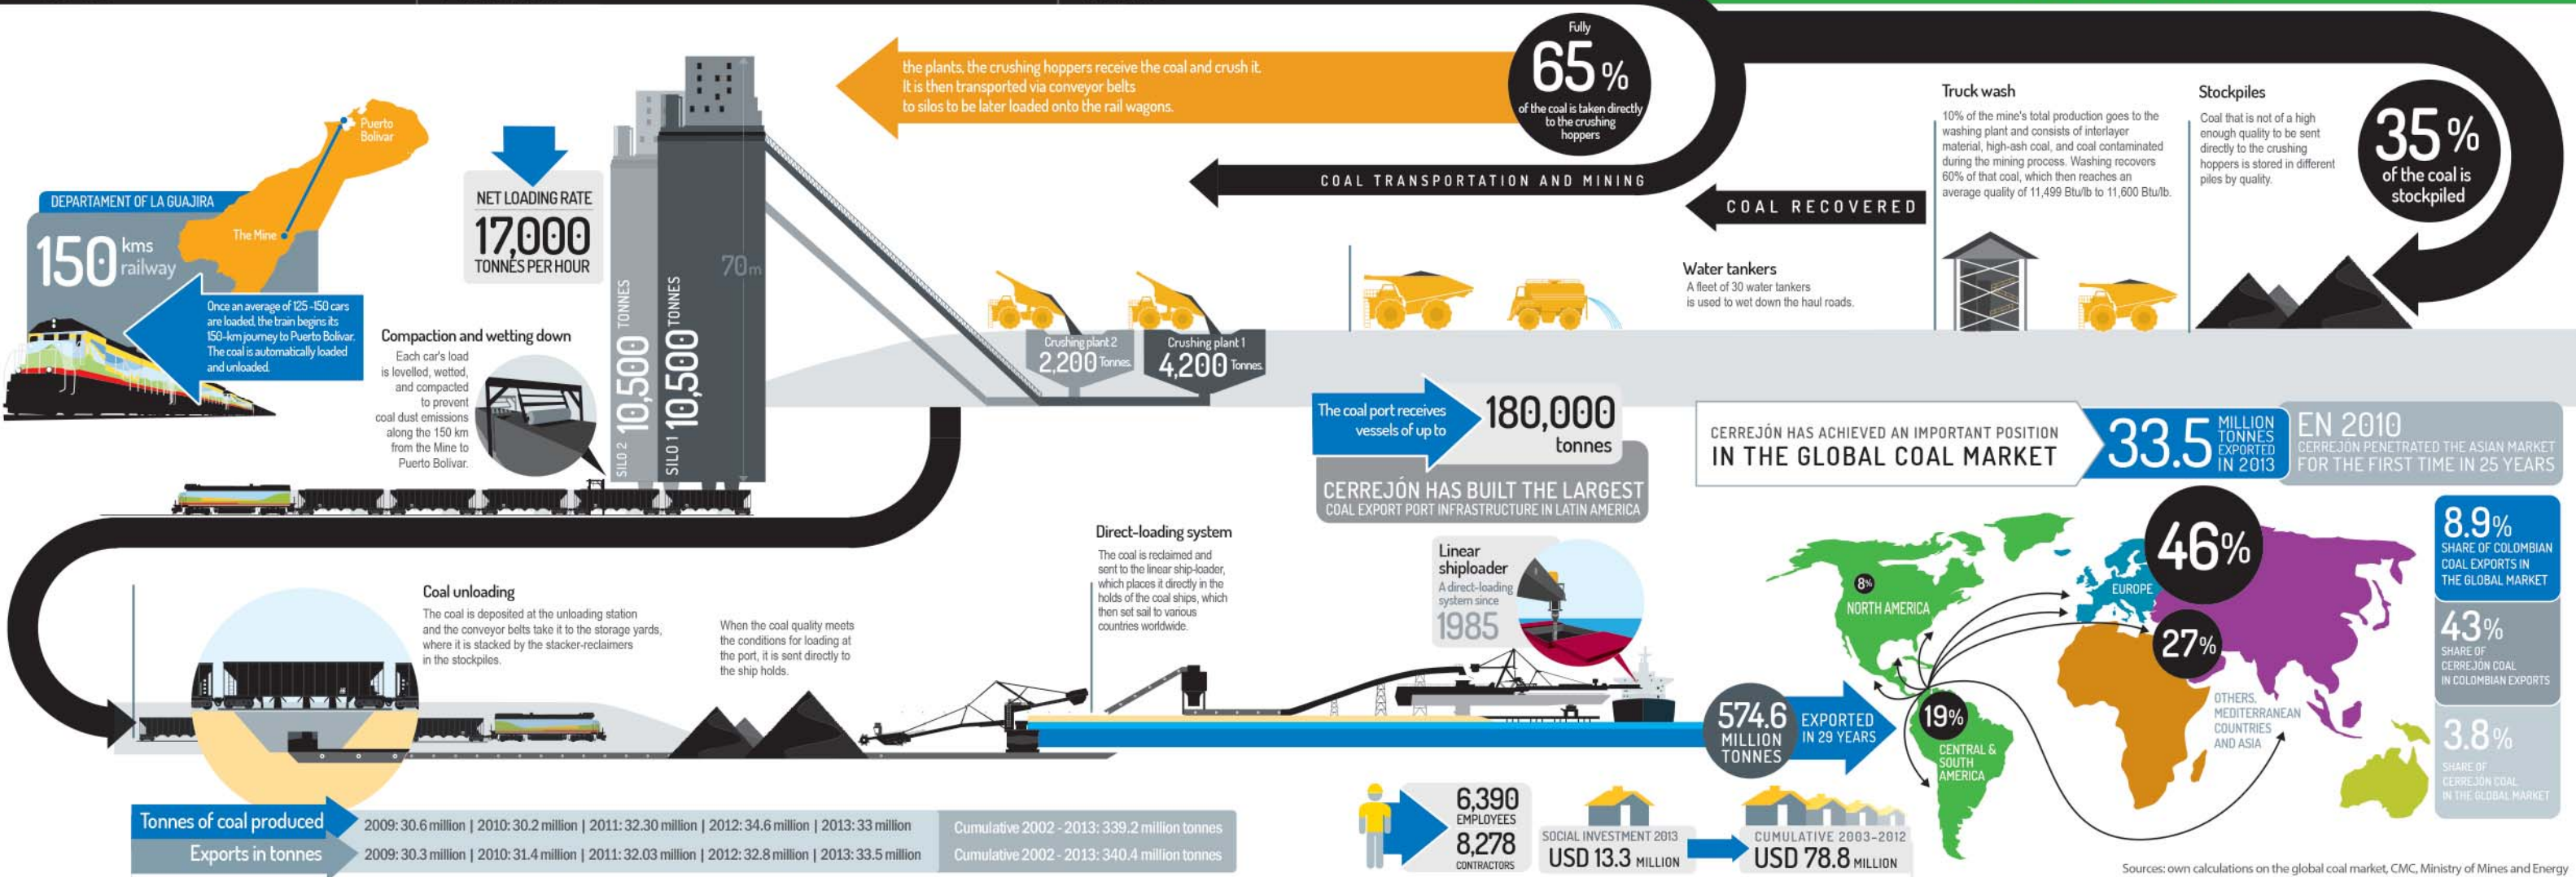 Fully
65%
of the coal is taken directly
to the crushing
hoppers
the plants, the crushing hoppers receive the coal and crush it.
It is then transported via conveyor belts
to silos to be later loaded onto the rail wagons.
COAL TRANSPORTATION AND MINING
COAL RECOVERED
Truck wash
10% of the mine's total production goes to the
washing plant and consists of interlayer
material, high-ash coal, and coal contaminated
during the mining process. Washing recovers
60% of that coal, which then reaches an
average quality of 11,499 Btu/lb to 11,600 Btu/lb.
Stockpiles
Coal that is not of a high
enough quality to be sent
directly to the crushing
hoppers is stored in different
piles by quality.
35%
of the coal is
stockpiled
Water tankers
A fleet of 30 water tankers
is used to wet down the haul roads.
Puerto
Bolivar
The Mine
DEPARTAMENT OF LA GUAJIRA
150 kms
railway
Once an average of 125 -150 cars
are loaded, the train begins its
150-km journey to Puerto Bolivar.
The coal is automatically loaded
and unloaded.
NET LOADING RATE
17,000
TONNES PER HOUR
Compaction and wetting down
Each car's load
is levelled, wetted,
and compacted
to prevent
coal dust emissions
along the 150 km
from the Mine to
Puerto Bolivar.
SILO 2 10,500 TONNES
SILO 1 10,500 TONNES
70m
Crushing plant 2
2,200 Tonnes
Crushing plant 1
4,200 Tonnes
The coal port receives
vessels of up to
180,000
tonnes
CERREJÓN HAS BUILT THE LARGEST
COAL EXPORT PORT INFRASTRUCTURE IN LATIN AMERICA
CERREJÓN HAS ACHIEVED AN IMPORTANT POSITION
IN THE GLOBAL COAL MARKET
33.5 MILLION
TONNES
EXPORTED
IN 2013
EN 2010
CERREJÓN PENETRATED THE ASIAN MARKET
FOR THE FIRST TIME IN 25 YEARS
Coal unloading
The coal is deposited at the unloading station
and the conveyor belts take it to the storage yards,
where it is stacked by the stacker-reclaimers
in the stockpiles.
When the coal quality meets
the conditions for loading at
the port, it is sent directly to
the ship holds.
Direct-loading system
The coal is reclaimed and
sent to the linear ship-loader,
which places it directly in the
holds of the coal ships, which
then set sail to various
countries worldwide.
Linear
shiploader
A direct-loading
system since
1985
574.6
MILLION
TONNES
EXPORTED
IN 29 YEARS
8%
NORTH AMERICA
19%
CENTRAL &
SOUTH
AMERICA
46%
EUROPE
27%
OTHERS,
MEDITERRANEAN
COUNTRIES
AND ASIA
8.9%
SHARE OF COLOMBIAN
COAL EXPORTS IN
THE GLOBAL MARKET
43%
SHARE OF
CERREJÓN COAL
IN COLOMBIAN EXPORTS
3.8%
SHARE OF
CERREJÓN COAL
IN THE GLOBAL MARKET
Tonnes of coal produced
2009: 30.6 million | 2010: 30.2 million | 2011: 32.30 million | 2012: 34.6 million | 2013: 33 million
Cumulative 2002 - 2013: 339.2 million tonnes
Exports in tonnes
2009: 30.3 million | 2010: 31.4 million | 2011: 32.03 million | 2012: 32.8 million | 2013: 33.5 million
Cumulative 2002 - 2013: 340.4 million tonnes
6,390
EMPLOYEES
8,278
CONTRACTORS
SOCIAL INVESTMENT 2013
USD 13.3 MILLION
CUMULATIVE 2003-2012
USD 78.8 MILLION
Sources: own calculations on the global coal market, CMC, Ministry of Mines and Energy